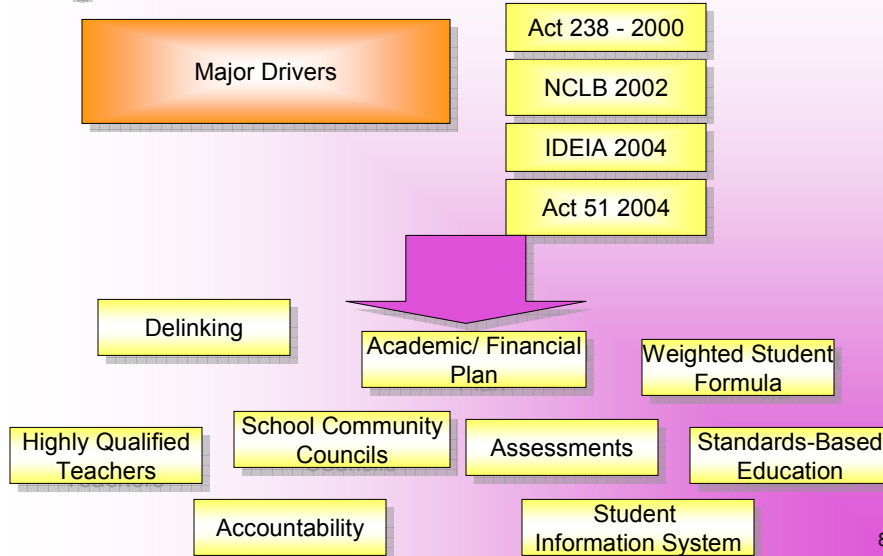 Major Drivers
Act 238 - 2000
NCLB 2002
IDEIA 2004
Act 51 2004
Delinking
Academic/ Financial
Plan
Weighted Student
Formula
Highly Qualified
Teachers
School Community
Councils
Assessments
Standards-Based
Education
Accountability
Student
Information System
8